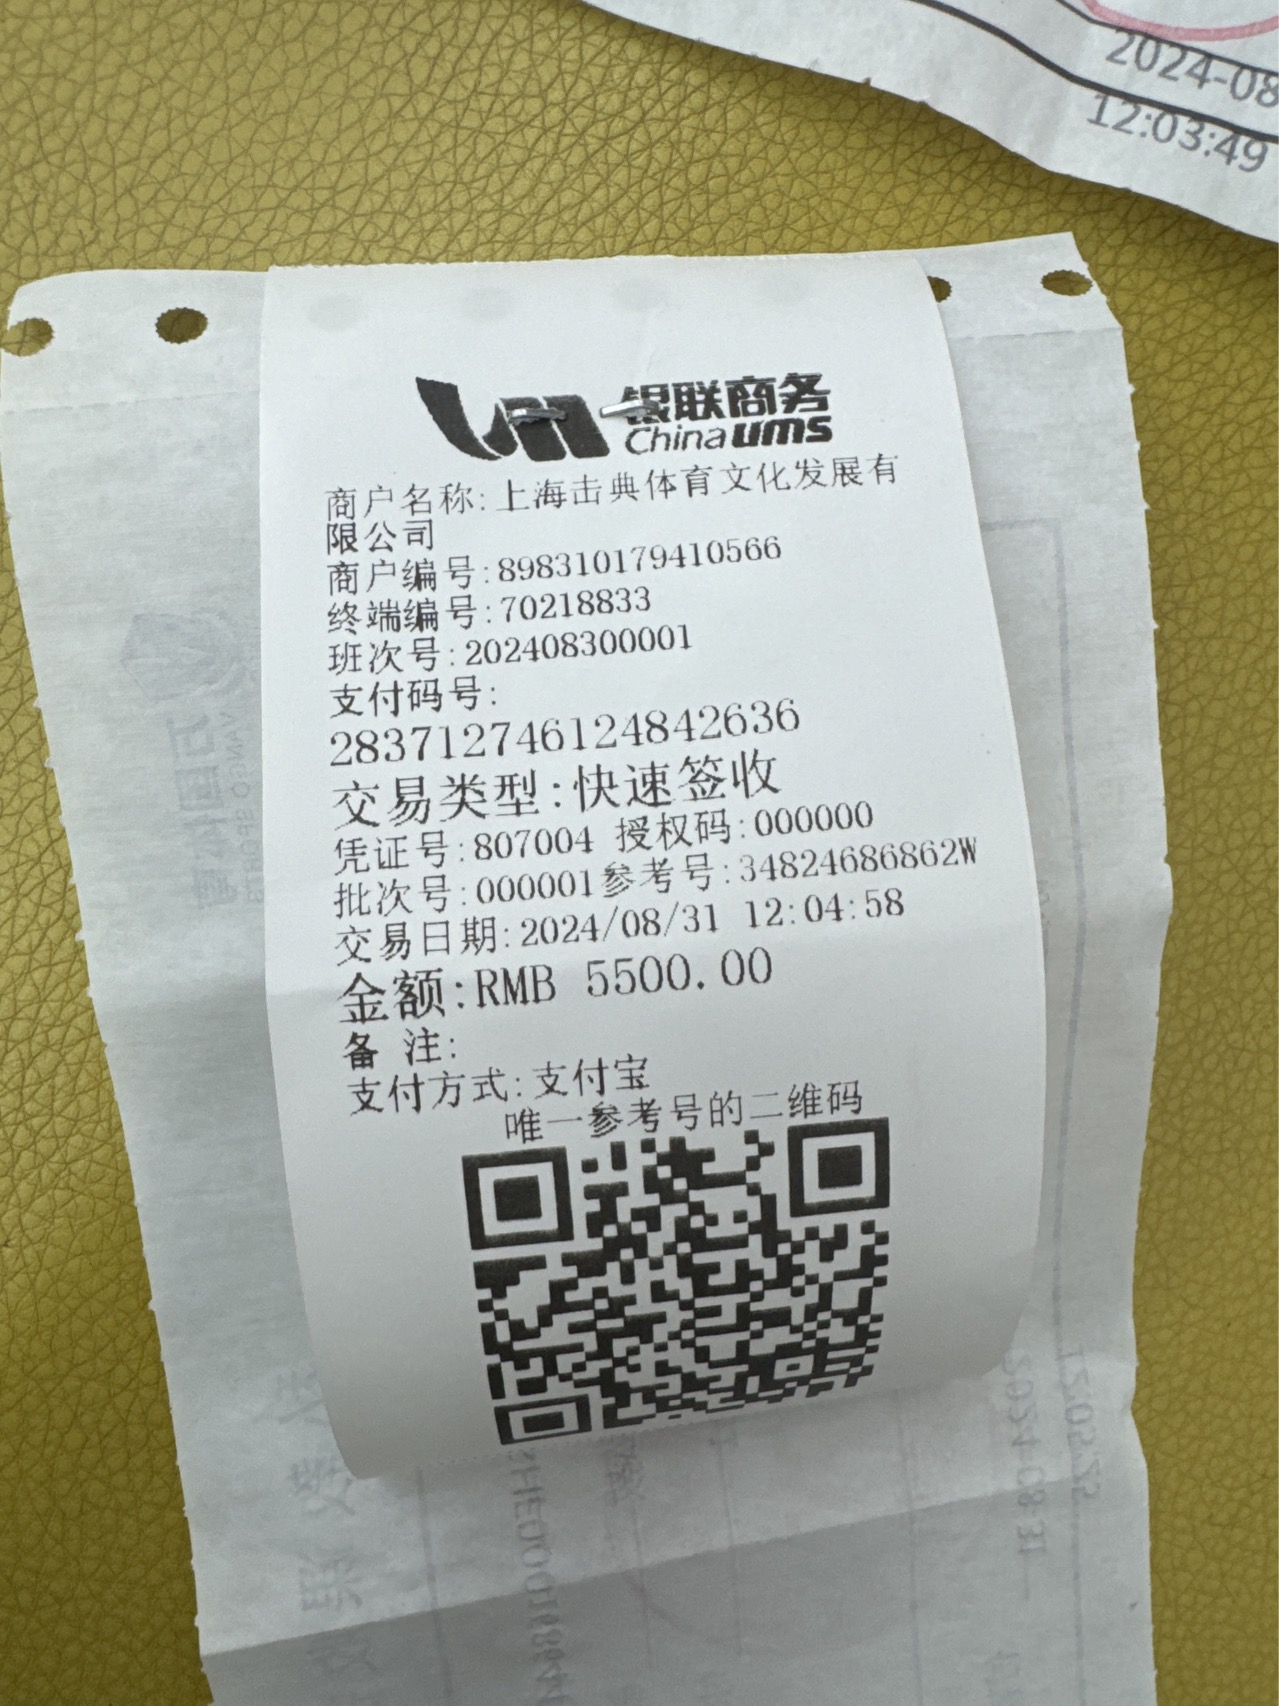 2024-08
12:03:49
银联商务
China ums
商户名称:上海击典体育文化发展有
限公司
商户编号:898310179410566
终端编号:70218833
班次号:202408300001
支付码号:
283712746124842636
交易类型:快速签收
凭证号:807004 授权码:000000
批次号:000001参考号:34824686862W
交易日期:2024/08/31 12:04:58
金额:RMB 5500.00
备 注:
支付方式:支付宝
唯一参考号的二维码